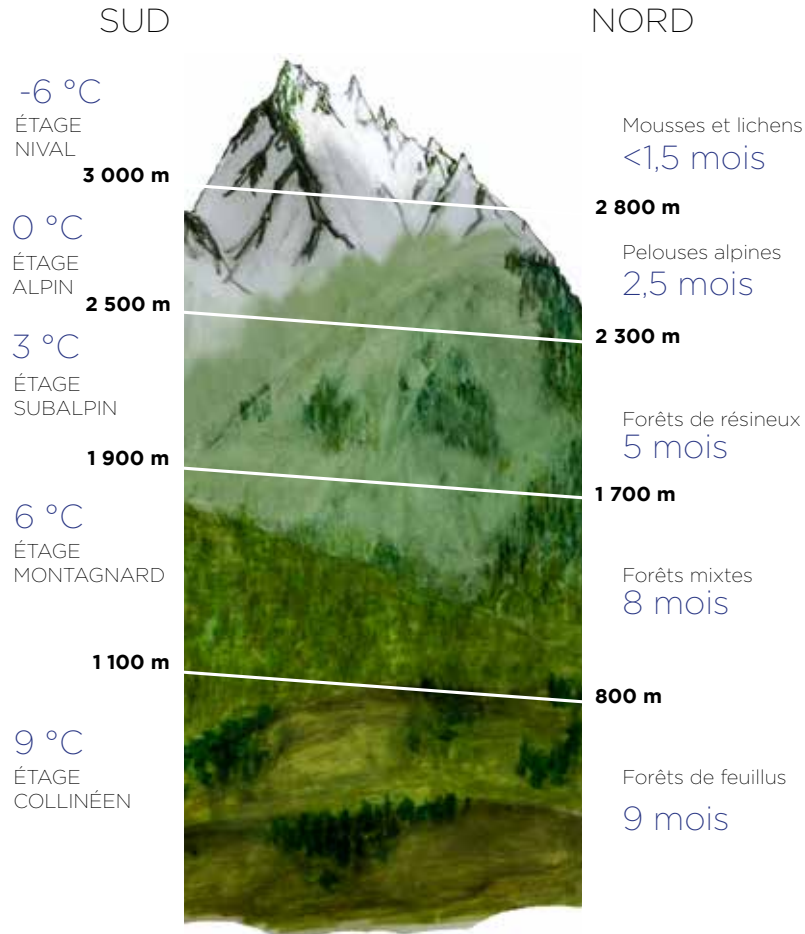 SUD
NORD
-6 °C
ÉTAGE
NIVAL
Mousses et lichens
<1,5 mois
3 000 m
2 800 m
0 °C
ÉTAGE
ALPIN
Pelouses alpines
2,5 mois
2 500 m
2 300 m
3 °C
ÉTAGE
SUBALPIN
Forêts de résineux
5 mois
1 900 m
1 700 m
6 °C
ÉTAGE
MONTAGNARD
Forêts mixtes
8 mois
1 100 m
800 m
9 °C
ÉTAGE
COLLINÉEN
Forêts de feuillus
9 mois